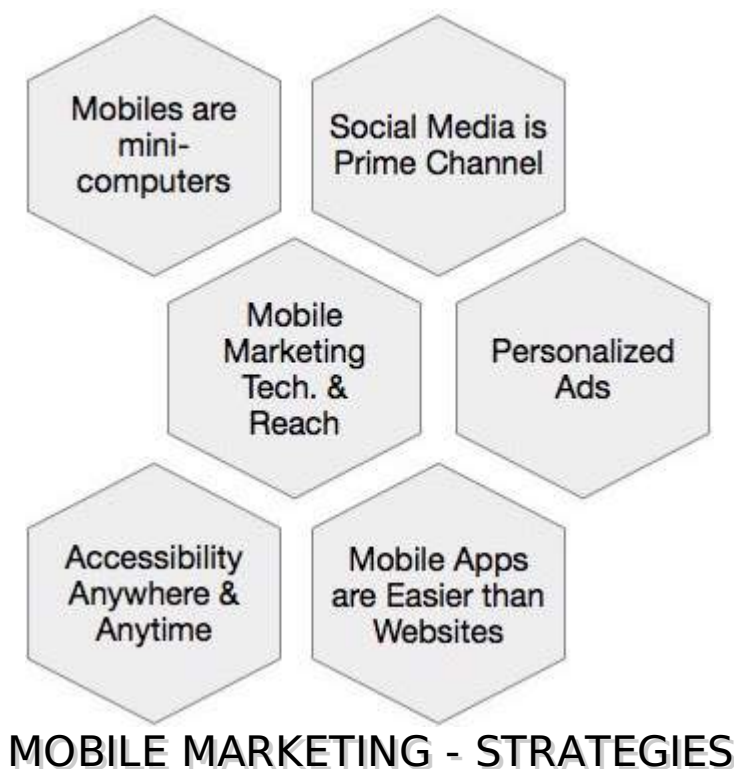 Mobiles are
mini-
computers
Social Media is
Prime Channel
Mobile
Marketing
Tech. &
Reach
Personalized
Ads
Accessibility
Anywhere &
Anytime
Mobile Apps
are Easier than
Websites
MOBILE MARKETING - STRATEGIES